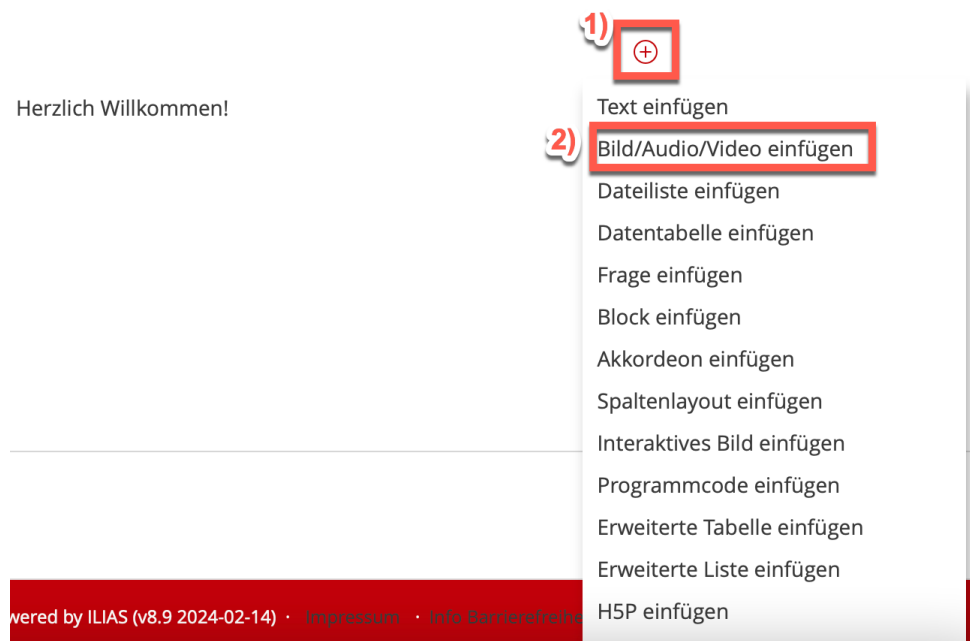 1)
Herzlich Willkommen!
Text einfügen
2)
Bild/Audio/Video einfügen
Dateiliste einfügen
Datentabelle einfügen
Frage einfügen
Block einfügen
Akkordeon einfügen
Spaltenlayout einfügen
Interaktives Bild einfügen
Programmcode einfügen
Erweiterte Tabelle einfügen
Erweiterte Liste einfügen
H5P einfügen
wered by ILIAS (v8.9 2024-02-14) · Impressum · Info Barrierefreihe